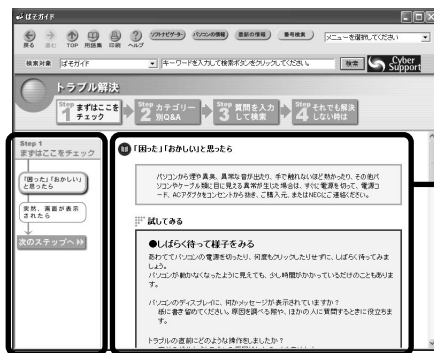 ぱそガイド
戻る 進む TOP 用語集 印刷 ヘルプ ソフトナビゲーター パソコンの情報 最新の情報 番号検索 メニューを選択してください
検索対象 ぱそガイド キーワードを入力して検索ボタンをクリックしてください。 検索 Cyber Support
トラブル解決
Step 1 まずはここをチェック Step 2 カテゴリー別Q&A Step 3 質問を入力して検索 Step 4 それでも解決しない時は
Step 1
まずはここをチェック
「困った」「おかしい」
と思ったら
突然、画面が表示
されたら
次のステップへ
「困った」「おかしい」と思ったら
パソコンから煙や異臭、異常な音が出たり、手で触れないほど熱かったり、その他パ
ソコンやケーブル類に目に見える異常が生じた場合は、すぐに電源を切って、電源コ
ード、ACアダプタをコンセントから抜き、ご購入元、またはNECにご連絡ください。
試してみる
●しばらく待って様子をみる
あわててパソコンの電源を切ったり、何度もクリックしたりせずに、しばらく待ってみま
しょう。
パソコンが動かなくなったように見えても、少し時間がかかっているだけのこともありま
す。
パソコンのディスプレイに、何かメッセージが表示されていますか？
紙に書き留めてください。原因を調べる際や、ほかの人に質問するときに役立ちま
す。
トラブルの直前にどのような操作をしましたか？